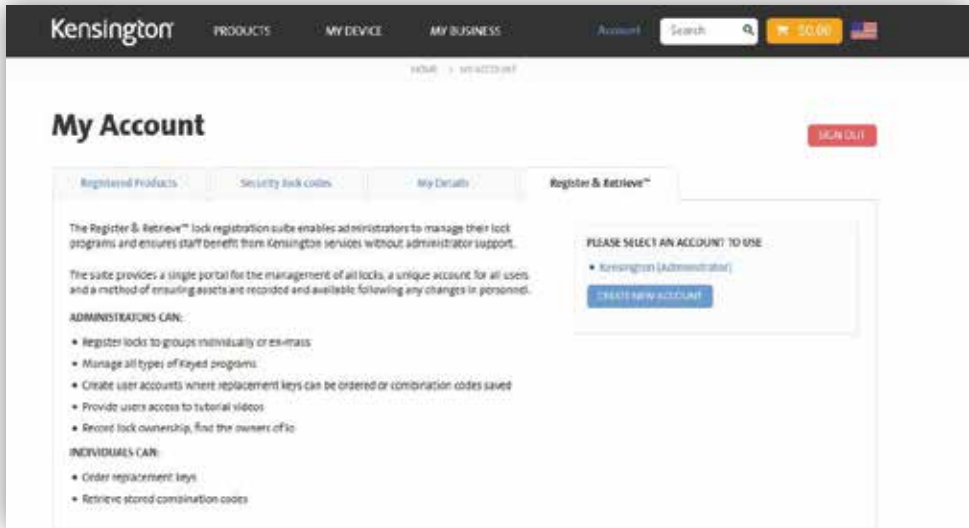 Kensington
PRODUCTS MY DEVICE MY BUSINESS Account Search $0.00
HOME > MY ACCOUNT
My Account
SIGN OUT
Registered Products Security lock codes My Details Register & Retrieve™
The Register & Retrieve™ lock registration suite enables administrators to manage their lock
programs and ensures staff benefit from Kensington services without administrator support.
The suite provides a single portal for the management of all locks, a unique account for all users
and a method of ensuring assets are recorded and available following any changes in personnel.
ADMINISTRATORS CAN:
• Register locks to groups individually or en-mass
• Manage all types of Keyed programs
• Create user accounts where replacement keys can be ordered or combination codes saved
• Provide users access to tutorial videos
• Record lock ownership, find the owners of lo
INDIVIDUALS CAN:
• Order replacement keys
• Retrieve stored combination codes
PLEASE SELECT AN ACCOUNT TO USE
• Kensington (Administrator)
CREATE NEW ACCOUNT